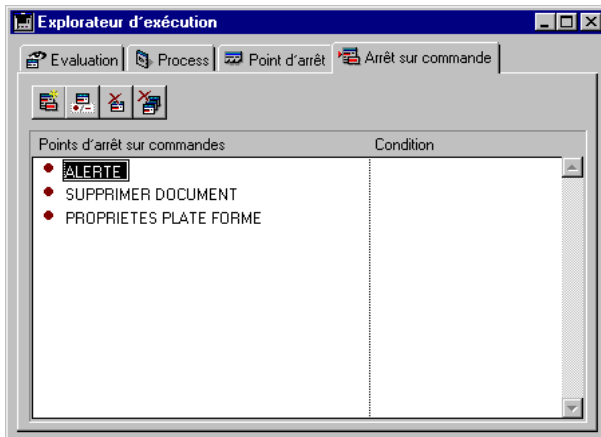 Explorateur d'exécution
Evaluation Process Point d'arrêt Arrêt sur commande
Points d'arrêt sur commandes Condition
ALERTE
SUPPRIMER DOCUMENT
PROPRIETES PLATE FORME